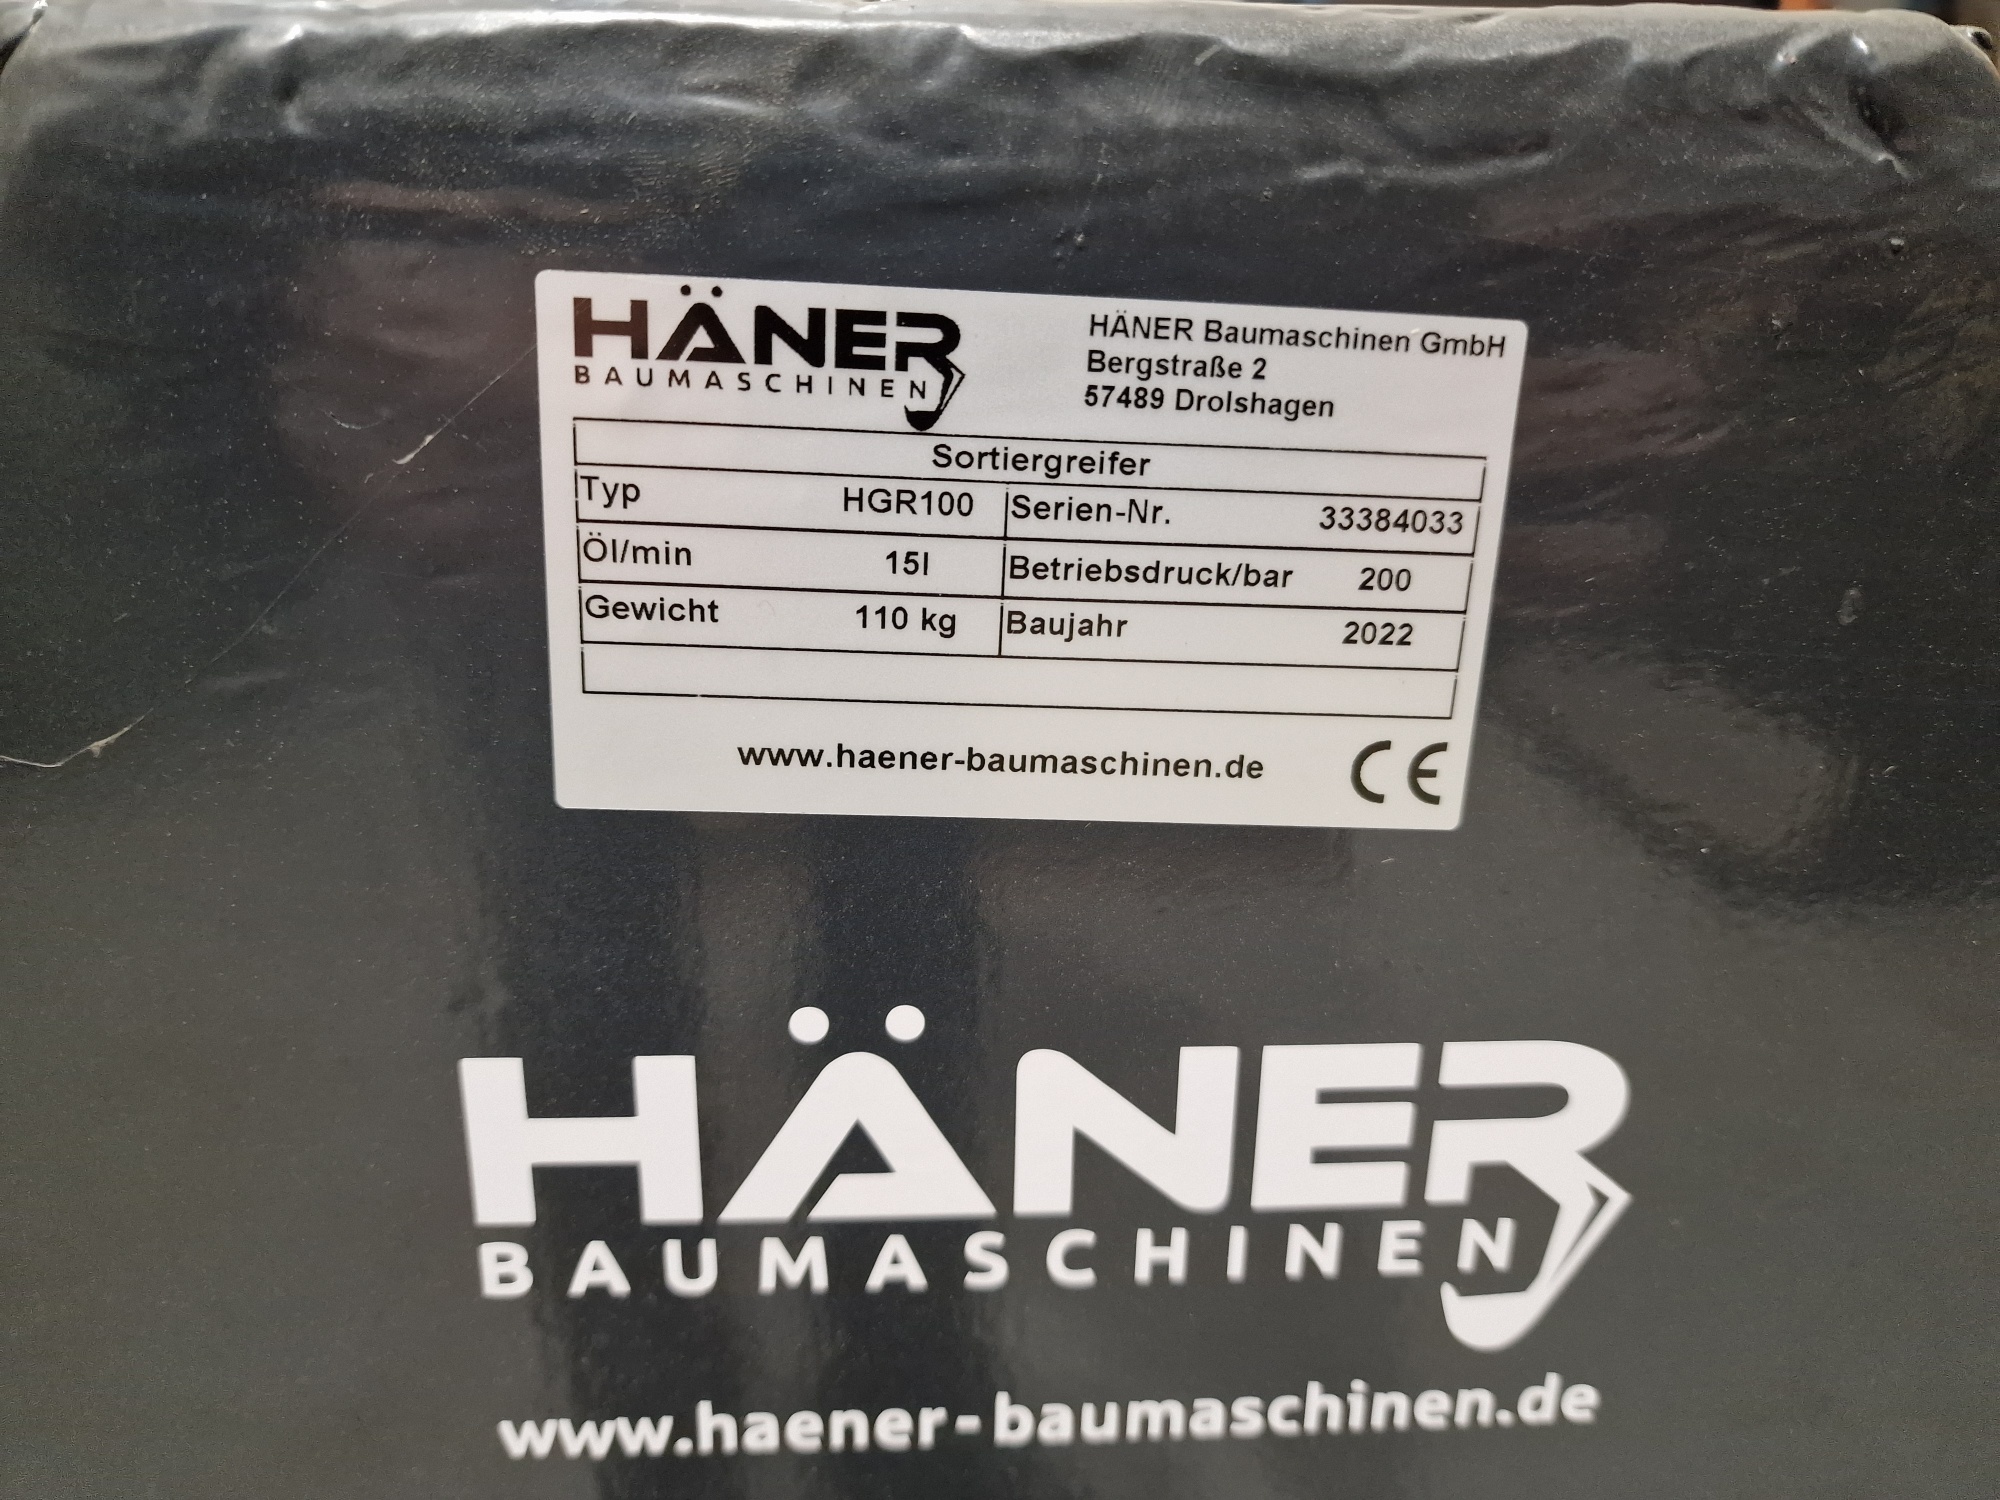 HÄNER
BAUMASCHINEN
HÄNER Baumaschinen GmbH
Bergstraße 2
57489 Drolshagen
Sortiergreifer
Typ HGR100 Serien-Nr. 33384033
Öl/min 15l Betriebsdruck/bar 200
Gewicht 110 kg Baujahr 2022
www.haener-baumaschinen.de CE
HÄNER
BAUMASCHINEN
www.haener-baumaschinen.de